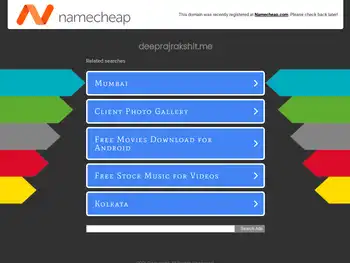 namecheap
This domain was recently registered at Namecheap.com. Please check back later!
deeprajrakshit.me
Related searches
Mumbai
Client Photo Gallery
Free Movies Download for
Android
Free Stock Music for Videos
Kolkata
Search Ads